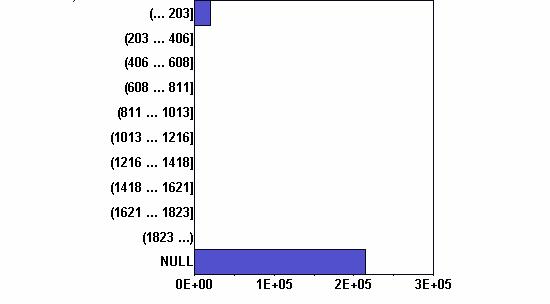 (... 203]
(203 ... 406]
(406 ... 608]
(608 ... 811]
(811 ... 1013]
(1013 ... 1216]
(1216 ... 1418]
(1418 ... 1621]
(1621 ... 1823]
(1823 ...)
NULL
0E+00 1E+05 2E+05 3E+05